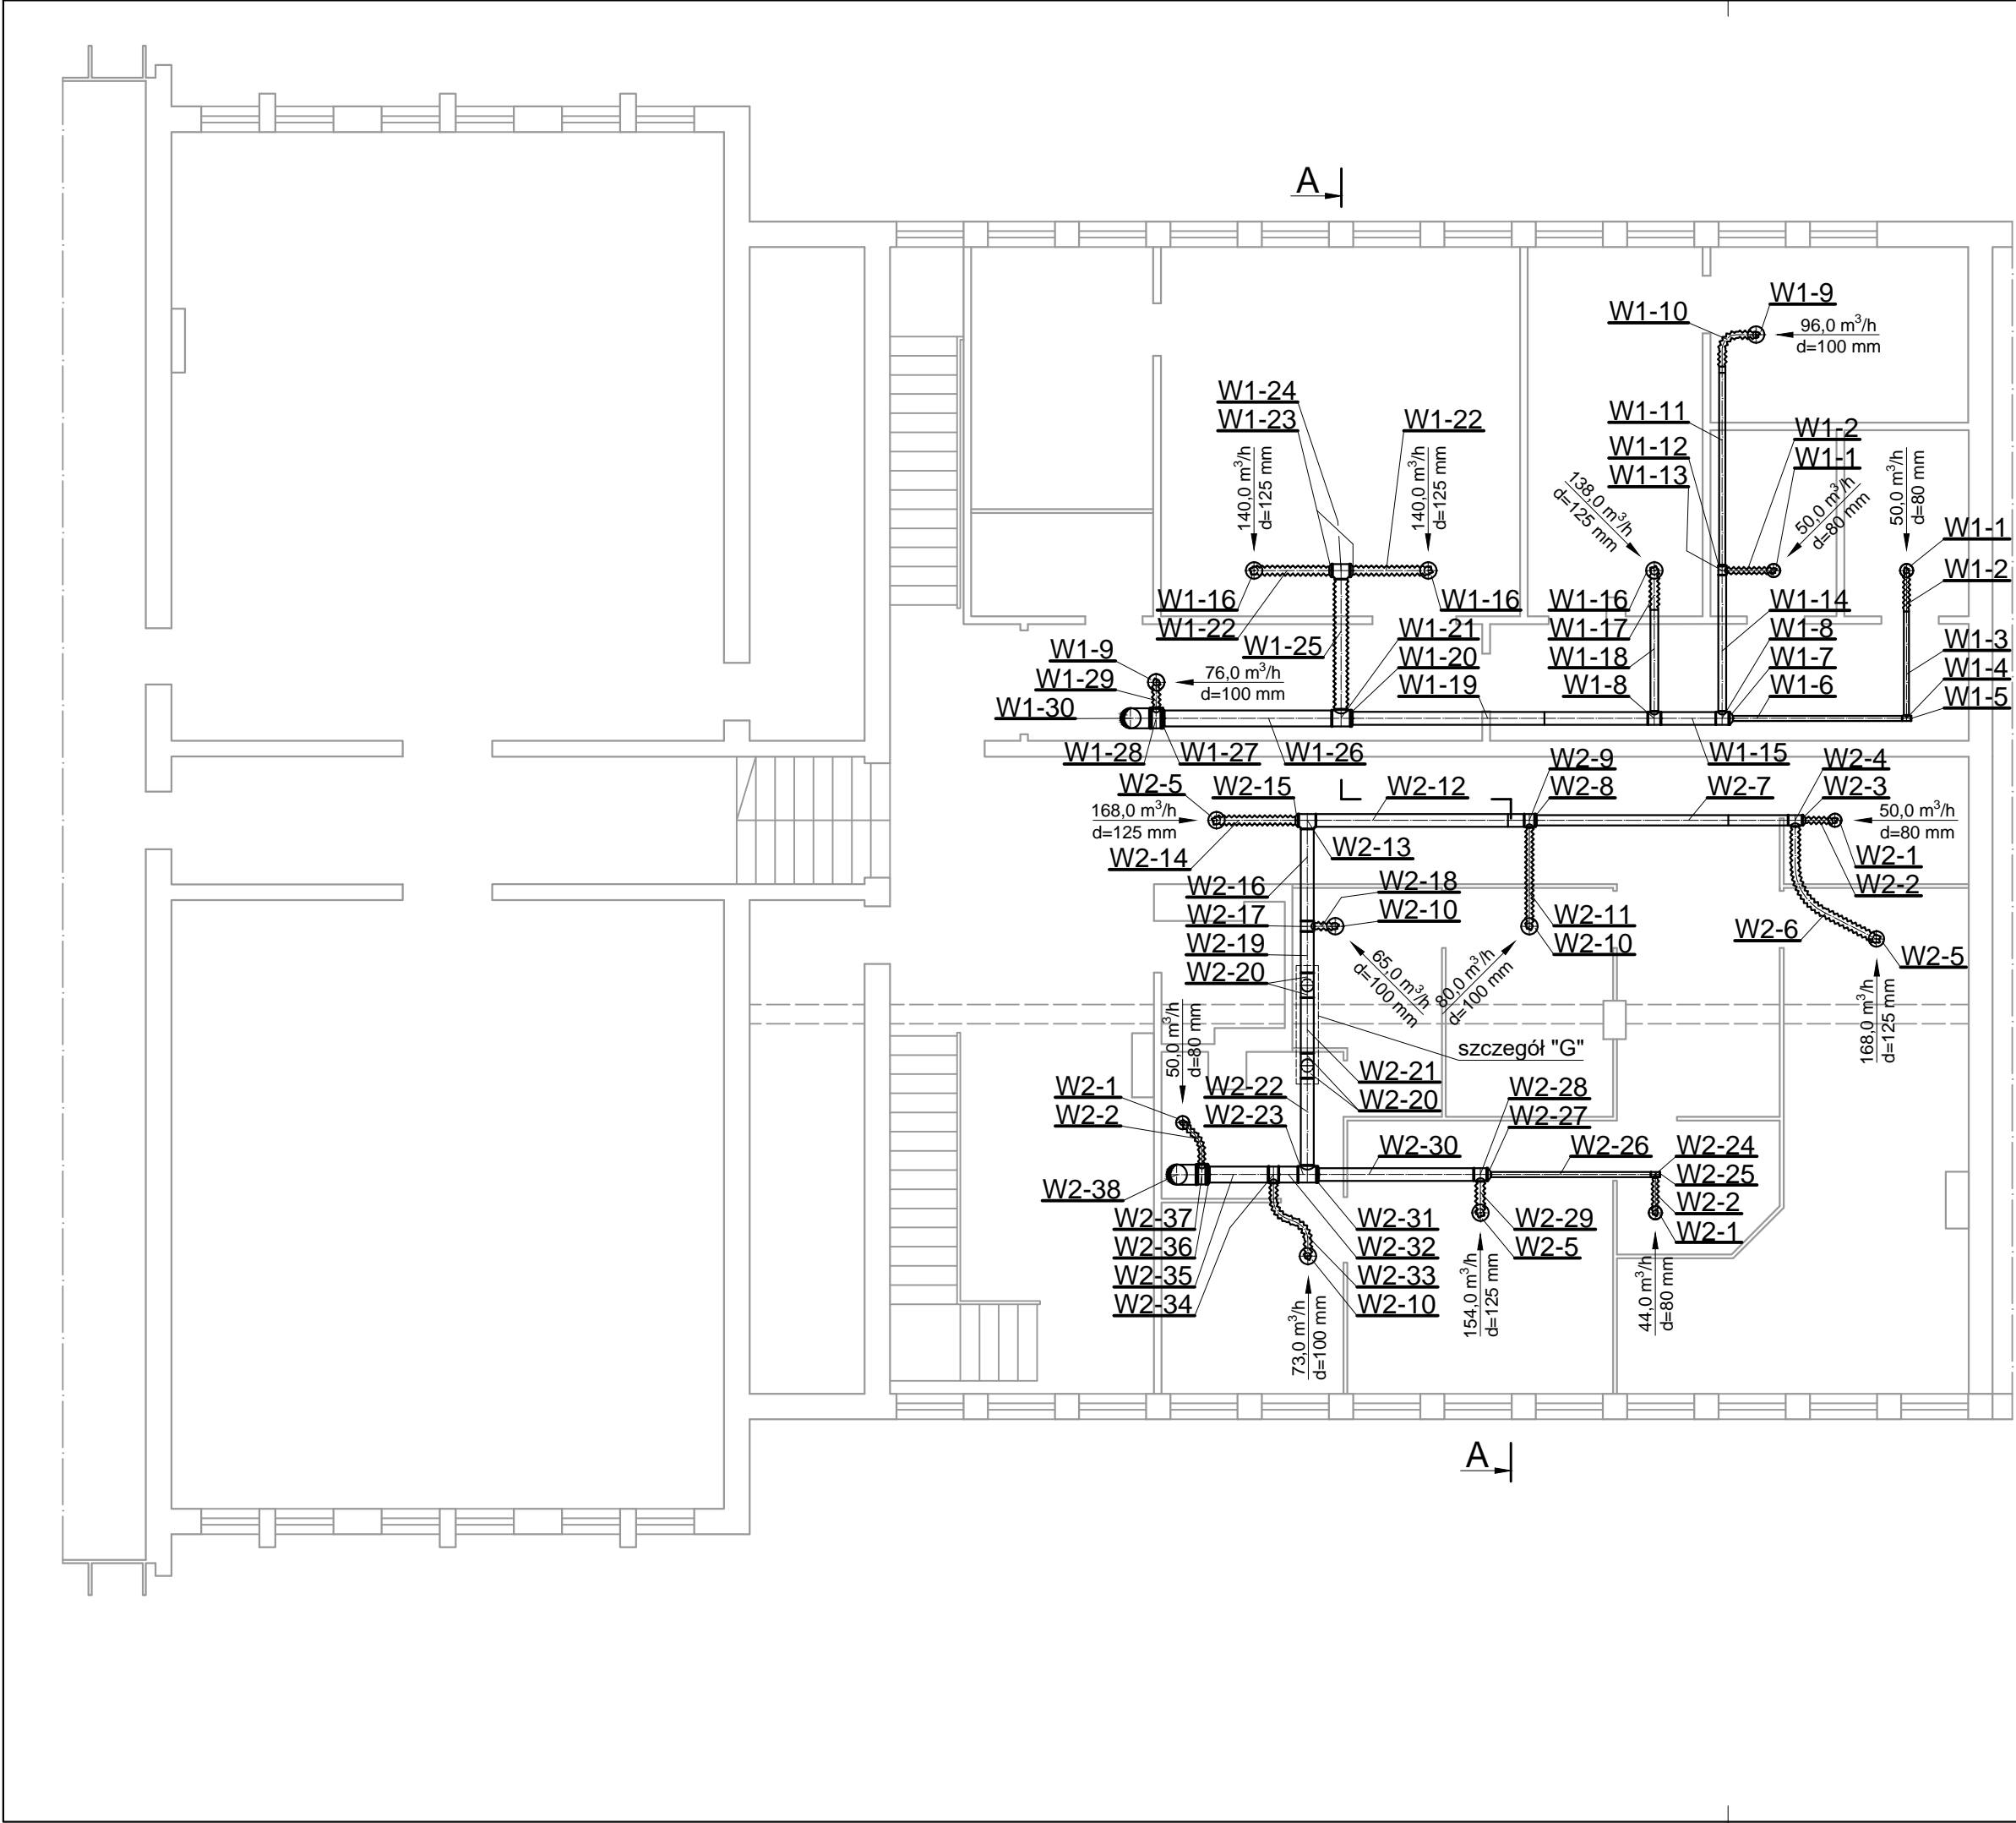 A
W1-9
W1-10
96,0 m³/h
d=100 mm
W1-24
W1-23
W1-22
W1-11
W1-12
W1-13
W1-2
W1-1
140,0 m³/h
d=125 mm
140,0 m³/h
d=125 mm
138,0 m³/h
d=125 mm
50,0 m³/h
d=80 mm
50,0 m³/h
d=80 mm
W1-1
W1-2
W1-16
W1-22
W1-25
W1-16
W1-21
W1-20
W1-19
W1-16
W1-17
W1-18
W1-8
W1-14
W1-8
W1-7
W1-6
W1-3
W1-4
W1-5
W1-9
W1-29
W1-30
76,0 m³/h
d=100 mm
W1-28
W1-27
W1-26
W1-15
W2-5
W2-15
W2-12
W2-9
W2-8
W2-7
W2-4
W2-3
168,0 m³/h
d=125 mm
50,0 m³/h
d=80 mm
W2-14
W2-13
W2-1
W2-2
W2-16
W2-17
W2-19
W2-20
W2-18
W2-10
W2-11
W2-10
W2-6
W2-5
65,0 m³/h
d=100 mm
80,0 m³/h
d=100 mm
168,0 m³/h
d=125 mm
50,0 m³/h
d=80 mm
szczegół "G"
W2-1
W2-2
W2-22
W2-23
W2-21
W2-20
W2-28
W2-27
W2-30
W2-26
W2-24
W2-25
W2-2
W2-1
W2-38
W2-37
W2-36
W2-35
W2-34
W2-31
W2-32
W2-33
W2-10
W2-29
W2-5
73,0 m³/h
d=100 mm
154,0 m³/h
d=125 mm
44,0 m³/h
d=80 mm
A